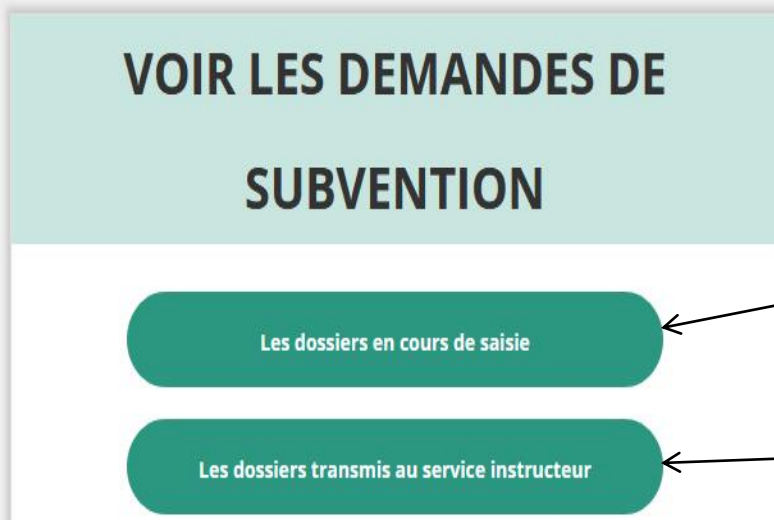 VOIR LES DEMANDES DE
SUBVENTION
Les dossiers en cours de saisie
Les dossiers transmis au service instructeur